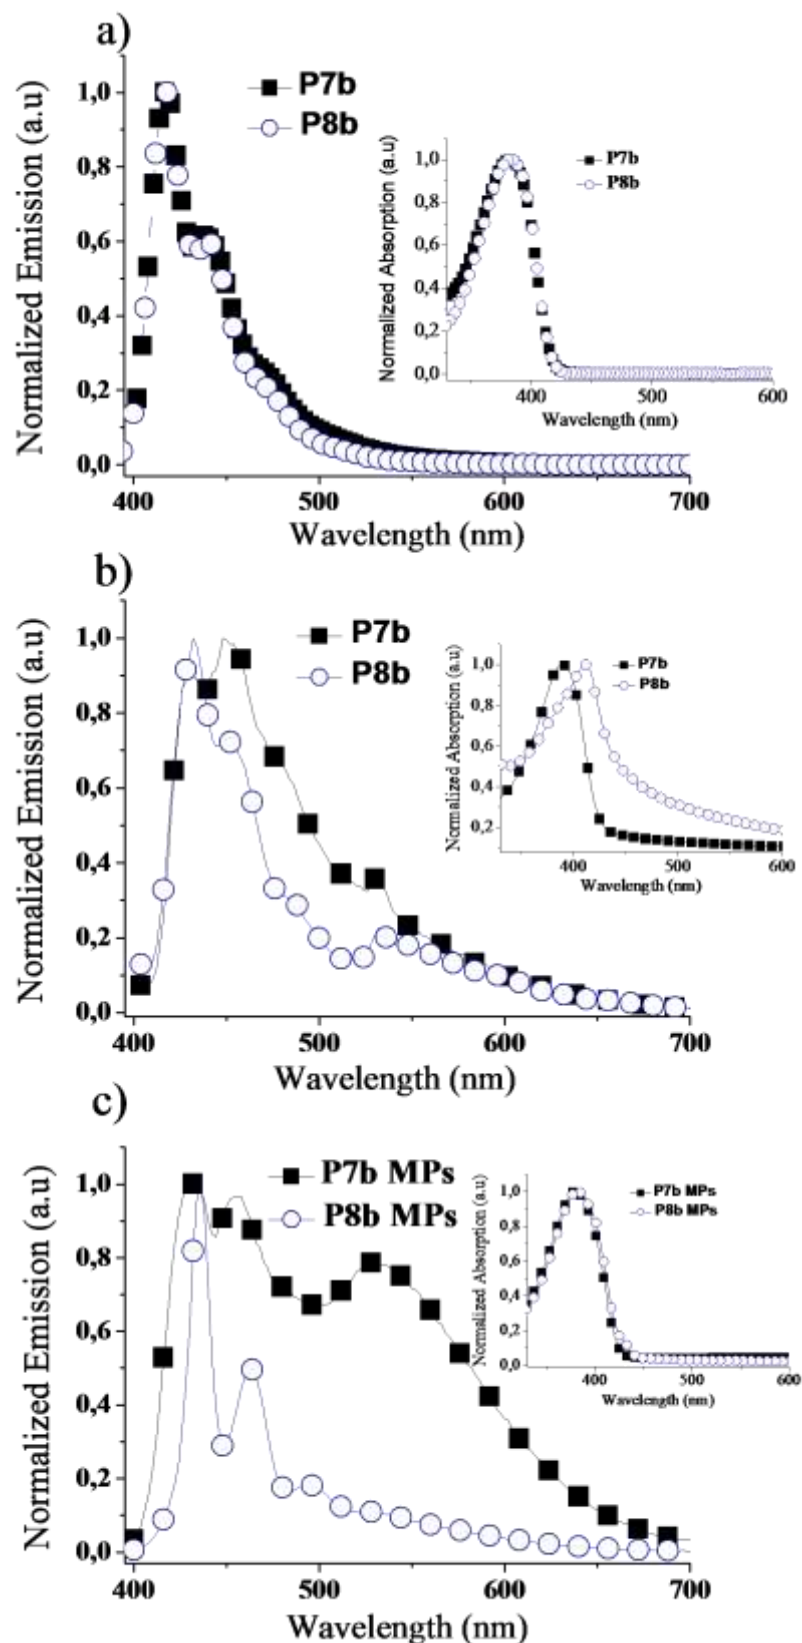 a)
Normalized Emission (a.u)
1,0
0,8
0,6
0,4
0,2
0,0
400
500
600
700
Wavelength (nm)
P7b
P8b
Normalized Absorption (a.u)
1,0
0,8
0,6
0,4
0,2
0,0
400
500
600
Wavelength (nm)
P7b
P8b
b)
Normalized Emission (a.u)
1,0
0,8
0,6
0,4
0,2
0,0
400
500
600
700
Wavelength (nm)
P7b
P8b
Normalized Absorption (a.u)
1,0
0,8
0,6
0,4
0,2
400
500
600
Wavelength (nm)
P7b
P8b
c)
Normalized Emission (a.u)
1,0
0,8
0,6
0,4
0,2
0,0
400
500
600
700
Wavelength (nm)
P7b MPs
P8b MPs
Normalized Absorption (a.u)
1,0
0,8
0,6
0,4
0,2
0,0
400
500
600
Wavelength (nm)
P7b MPs
P8b MPs